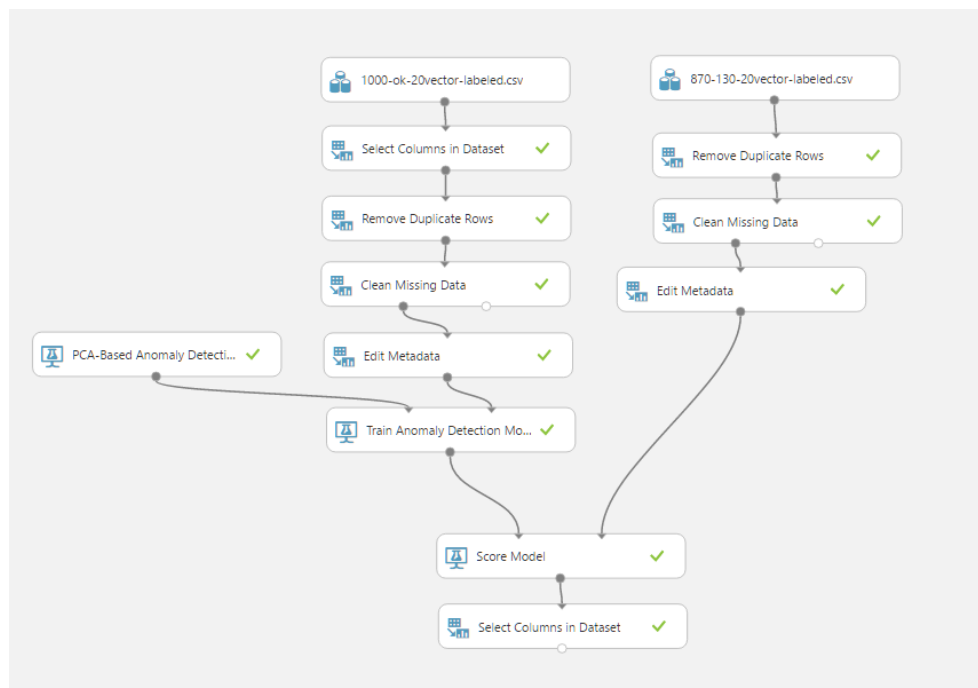 1000-ok-20vector-labeled.csv
870-130-20vector-labeled.csv
Select Columns in Dataset
Remove Duplicate Rows
Remove Duplicate Rows
Clean Missing Data
Clean Missing Data
Edit Metadata
PCA-Based Anomaly Detecti...
Edit Metadata
Train Anomaly Detection Mo...
Score Model
Select Columns in Dataset